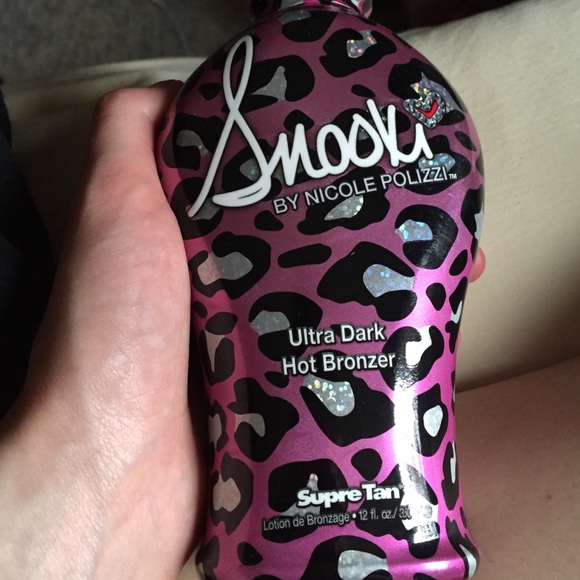 Snooki
BY NICOLE POLIZZI™
Ultra Dark
Hot Bronzer
Supre Tan
Lotion de Bronzage • 12 fl. oz./